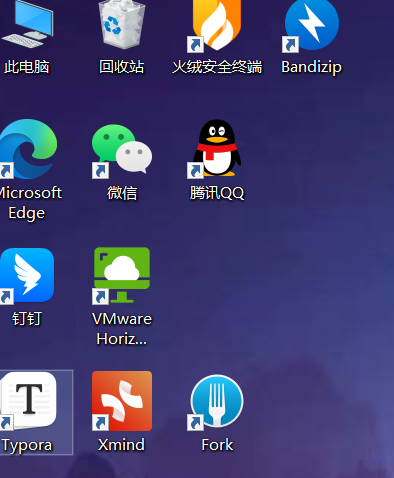 此电脑
回收站
火绒安全终端
Bandizip
Microsoft
Edge
微信
腾讯QQ
钉钉
VMware
Horiz...
T
Typora
Xmind
Fork